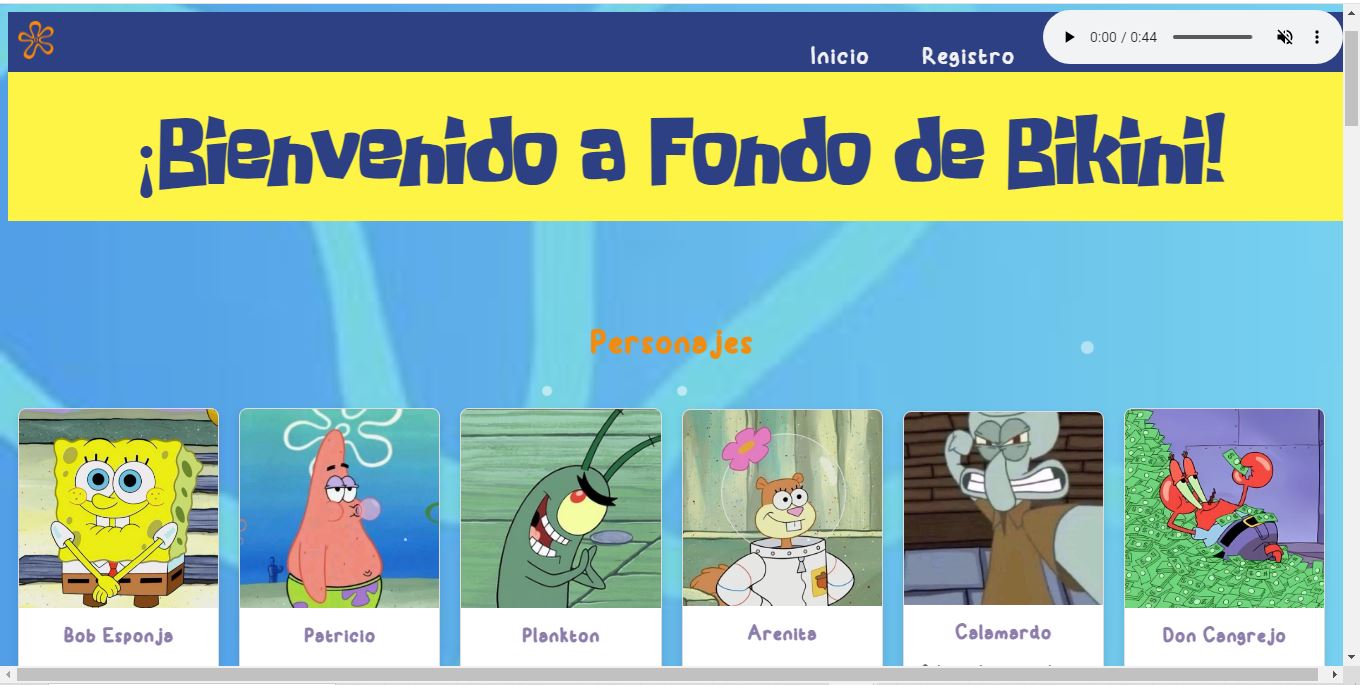 Inicio Registro 0:00 / 0:44
¡Bienvenido a Fondo de Bikini!
Personajes
Bob Esponja Patricio Plankton Arenita Calamardo Don Cangrejo